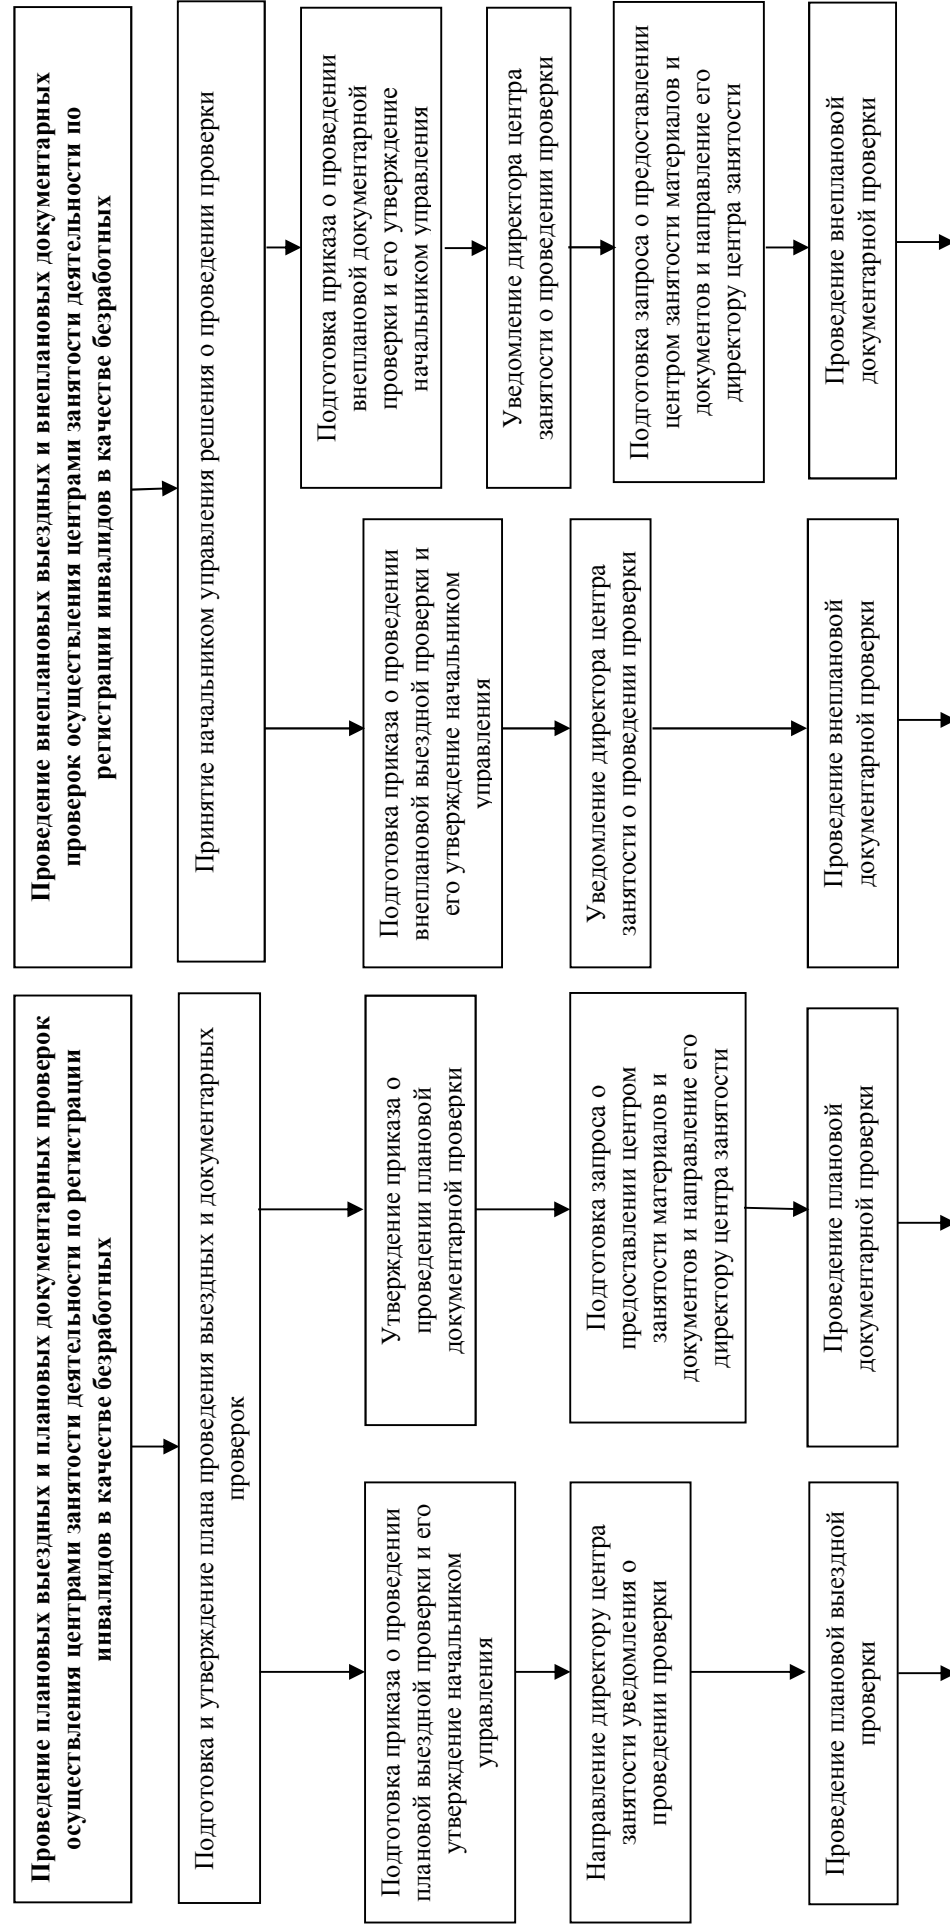 Проведение плановых выездных и плановых документарных проверок
осуществления центрами занятости деятельности по регистрации
инвалидов в качестве безработных
Подготовка и утверждение плана проведения выездных и документарных
проверок
Подготовка приказа о проведении
плановой выездной проверки и его
утверждение начальником
управления
Направление директору центра
занятости уведомления о
проведении проверки
Проведение плановой выездной
проверки
Утверждение приказа о
проведении плановой
документарной проверки
Подготовка запроса о
предоставлении центром
занятости материалов и
документов и направление его
директору центра занятости
Проведение плановой
документарной проверки
Проведение внеплановых выездных и внеплановых документарных
проверок осуществления центрами занятости деятельности по
регистрации инвалидов в качестве безработных
Принятие начальником управления решения о проведении проверки
Подготовка приказа о проведении
внеплановой выездной проверки и
его утверждение начальником
управления
Уведомление директора центра
занятости о проведении проверки
Проведение внеплановой
документарной проверки
Подготовка приказа о проведении
внеплановой документарной
проверки и его утверждение
начальником управления
Уведомление директора центра
занятости о проведении проверки
Подготовка запроса о предоставлении
центром занятости материалов и
документов и направление его
директору центра занятости
Проведение внеплановой
документарной проверки